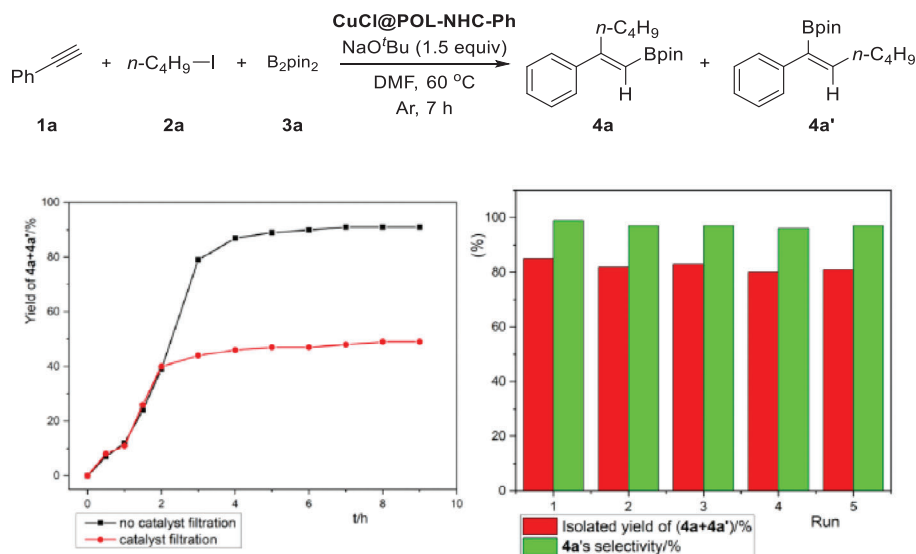 CuCl@POL-NHC-Ph
NaOᵗBu (1.5 equiv)
DMF, 60 °C
Ar, 7 h
Ph
+
n-C₄H₉—I
+
B₂pin₂
n-C₄H₉
Bpin
H
+
Bpin
n-C₄H₉
H
1a
2a
3a
4a
4a'
Yield of 4a+4a'/%
100
80
60
40
20
0
0
2
4
6
8
10
t/h
no catalyst filtration
catalyst filtration
(%)
100
80
60
40
20
0
1
2
3
4
5
Run
Isolated yield of (4a+4a')/%
4a's selectivity/%